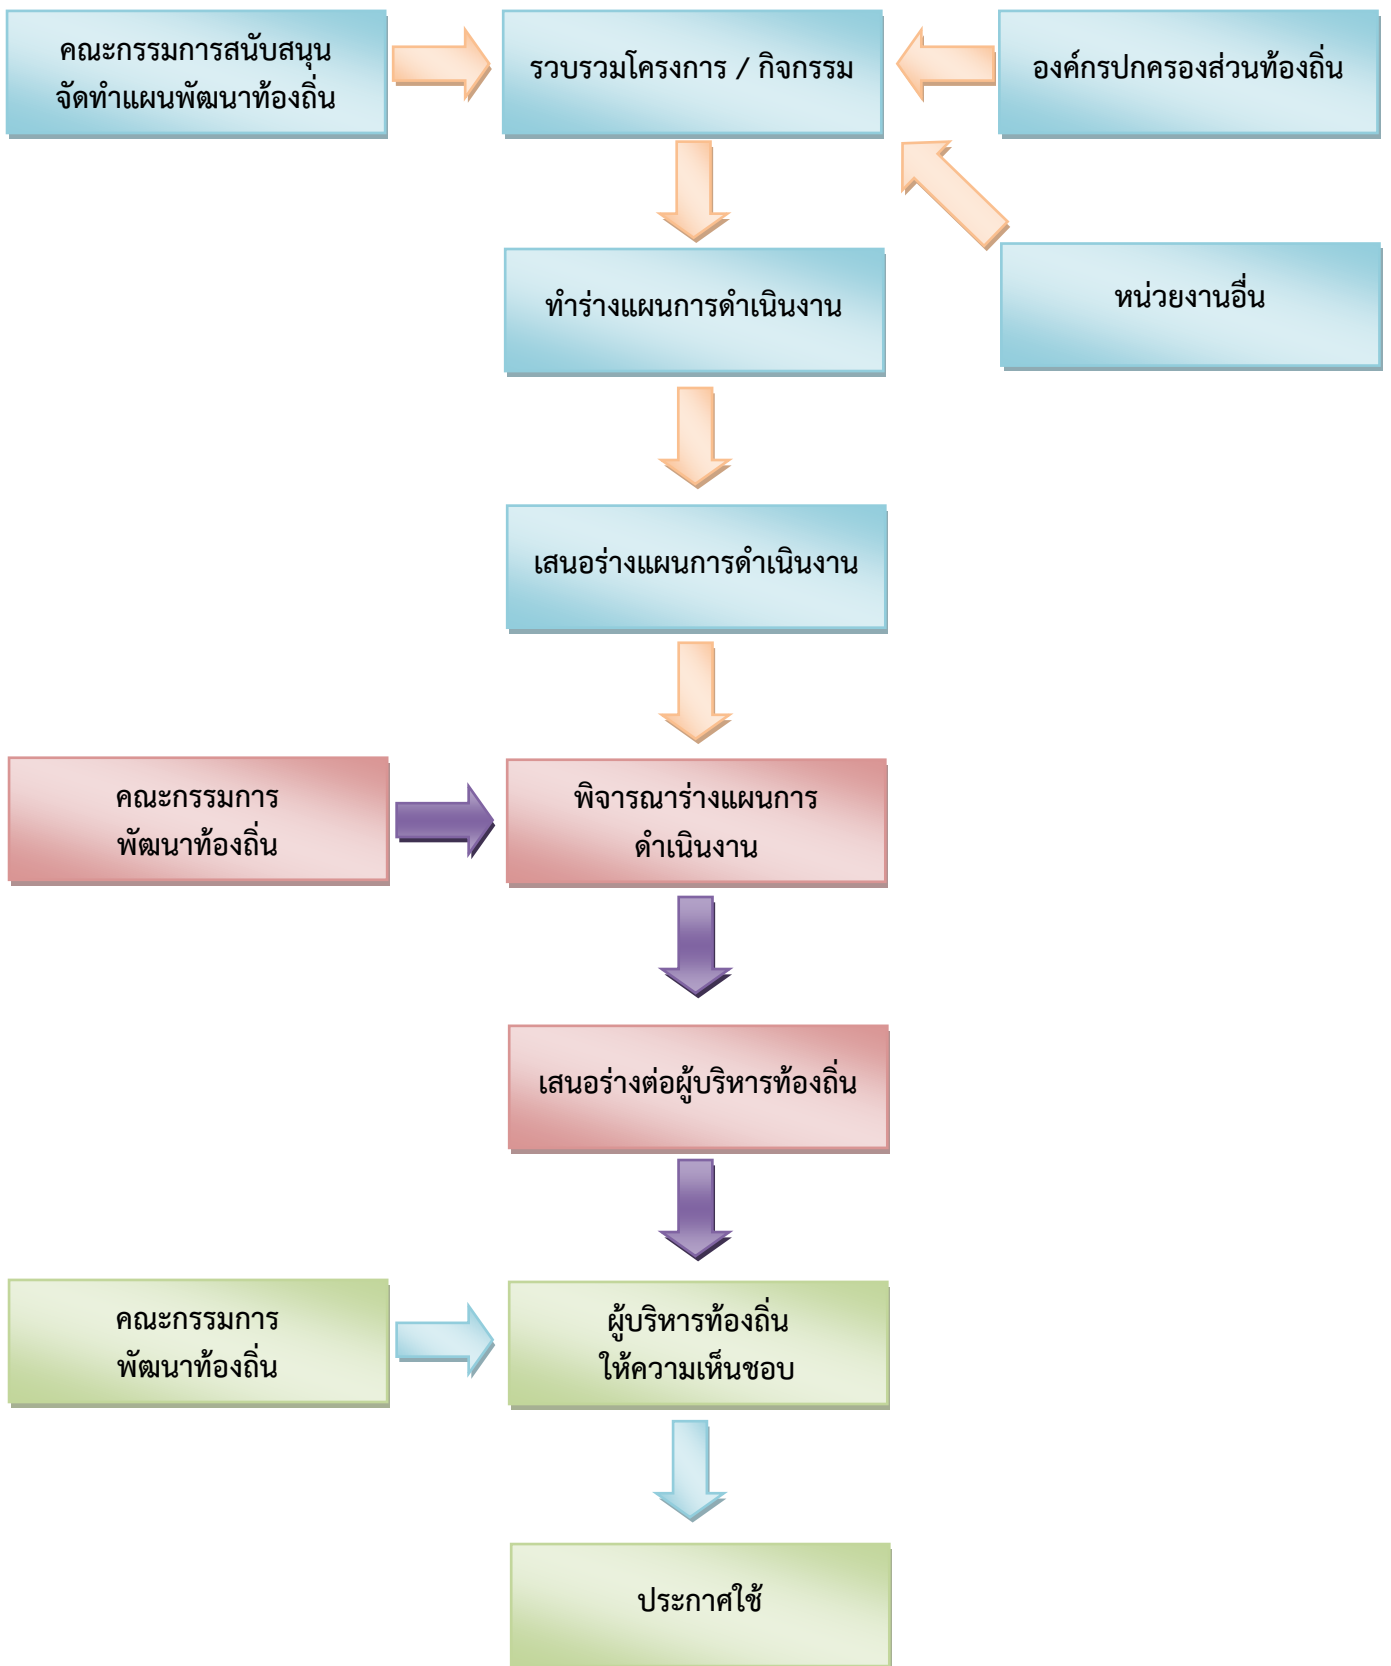 คณะกรรมการสนับสนุน
จัดทำแผนพัฒนาท้องถิ่น
รวบรวมโครงการ / กิจกรรม
องค์กรปกครองส่วนท้องถิ่น
ทำร่างแผนการดำเนินงาน
หน่วยงานอื่น
เสนอร่างแผนการดำเนินงาน
คณะกรรมการ
พัฒนาท้องถิ่น
พิจารณาร่างแผนการ
ดำเนินงาน
เสนอร่างต่อผู้บริหารท้องถิ่น
คณะกรรมการ
พัฒนาท้องถิ่น
ผู้บริหารท้องถิ่น
ให้ความเห็นชอบ
ประกาศใช้